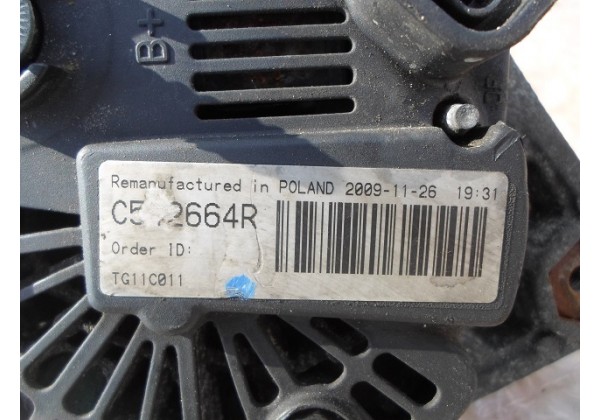 B+
Remanufactured in POLAND 2009-11-26 19:31
Order ID:
TG11C011